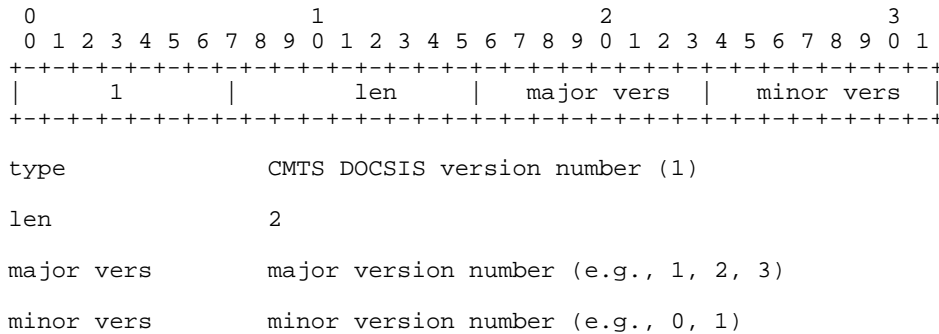 0                   1                   2                   3
 0 1 2 3 4 5 6 7 8 9 0 1 2 3 4 5 6 7 8 9 0 1 2 3 4 5 6 7 8 9 0 1
+-+-+-+-+-+-+-+-+-+-+-+-+-+-+-+-+-+-+-+-+-+-+-+-+-+-+-+-+-+-+-+-+
|      1        |        len     |   major vers  |   minor vers  |
+-+-+-+-+-+-+-+-+-+-+-+-+-+-+-+-+-+-+-+-+-+-+-+-+-+-+-+-+-+-+-+-+
type              CMTS DOCSIS version number (1)
len               2
major vers        major version number (e.g., 1, 2, 3)
minor vers        minor version number (e.g., 0, 1)